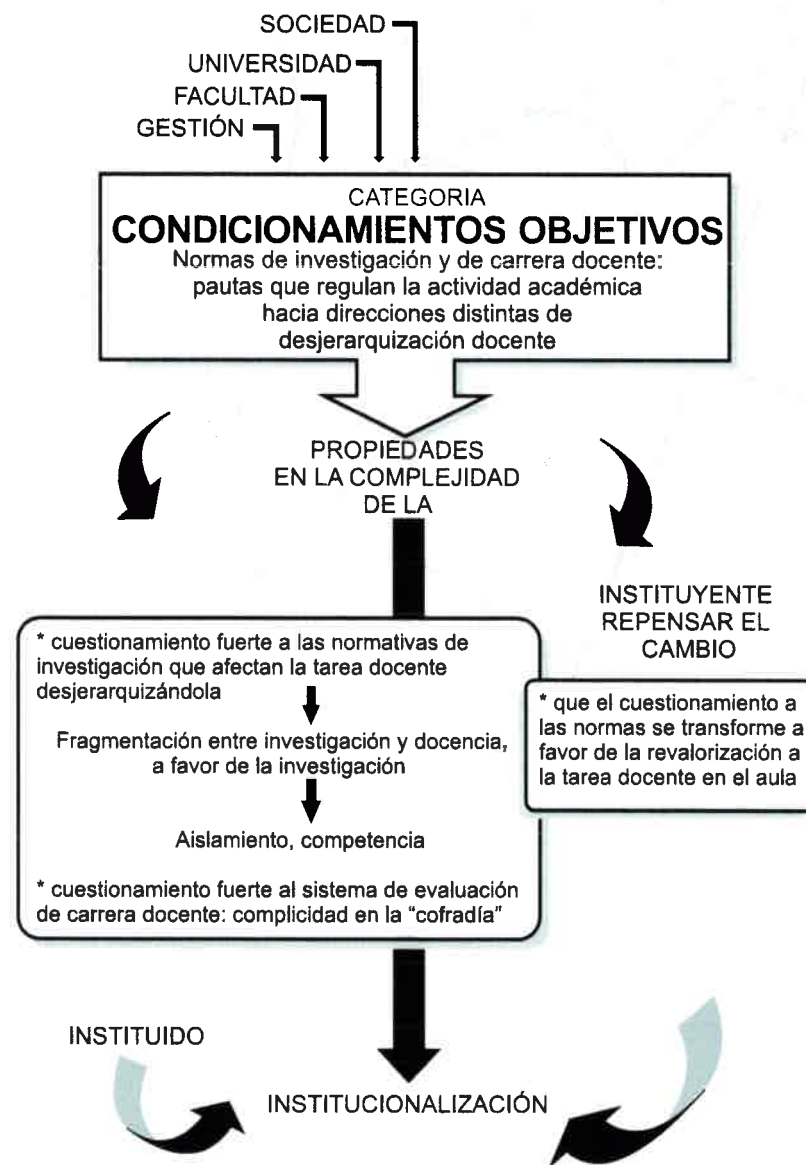 SOCIEDAD
UNIVERSIDAD
FACULTAD
GESTIÓN
CATEGORIA
CONDICIONAMIENTOS OBJETIVOS
Normas de investigación y de carrera docente:
pautas que regulan la actividad académica
hacia direcciones distintas de
desjerarquización docente
PROPIEDADES
EN LA COMPLEJIDAD
DE LA
* cuestionamiento fuerte a las normativas de
investigación que afectan la tarea docente
desjerarquizándola
Fragmentación entre investigación y docencia,
a favor de la investigación
Aislamiento, competencia
* cuestionamiento fuerte al sistema de evaluación
de carrera docente: complicidad en la “cofradía”
INSTITUYENTE
REPENSAR EL
CAMBIO
* que el cuestionamiento a
las normas se transforme a
favor de la revalorización a
la tarea docente en el aula
INSTITUIDO
INSTITUCIONALIZACIÓN